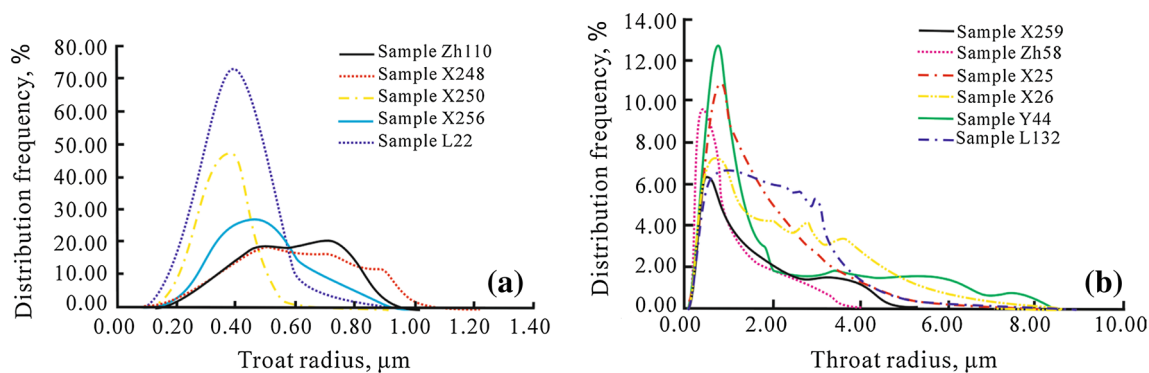 Distribution frequency, %
80.00
70.00
60.00
50.00
40.00
30.00
20.00
10.00
0.00
0.00 0.20 0.40 0.60 0.80 1.00 1.20 1.40
Troat radius, μm
Sample Zh110
Sample X248
Sample X250
Sample X256
Sample L22
(a)
Distribution frequency, %
14.00
12.00
10.00
8.00
6.00
4.00
2.00
0.00
0.00 2.00 4.00 6.00 8.00 10.00
Throat radius, μm
Sample X259
Sample Zh58
Sample X25
Sample X26
Sample Y44
Sample L132
(b)